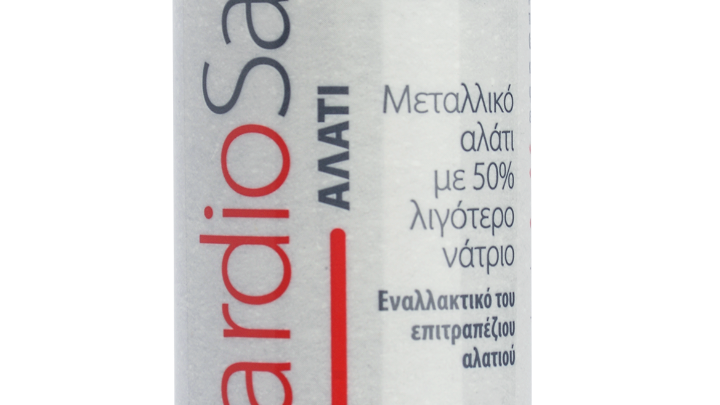 ardioSa
ΑΛΑΤΙ
Μεταλλικό
αλάτι
με 50%
λιγότερο
νάτριο
Εναλλακτικό του
επιτραπέζιου
αλατιού